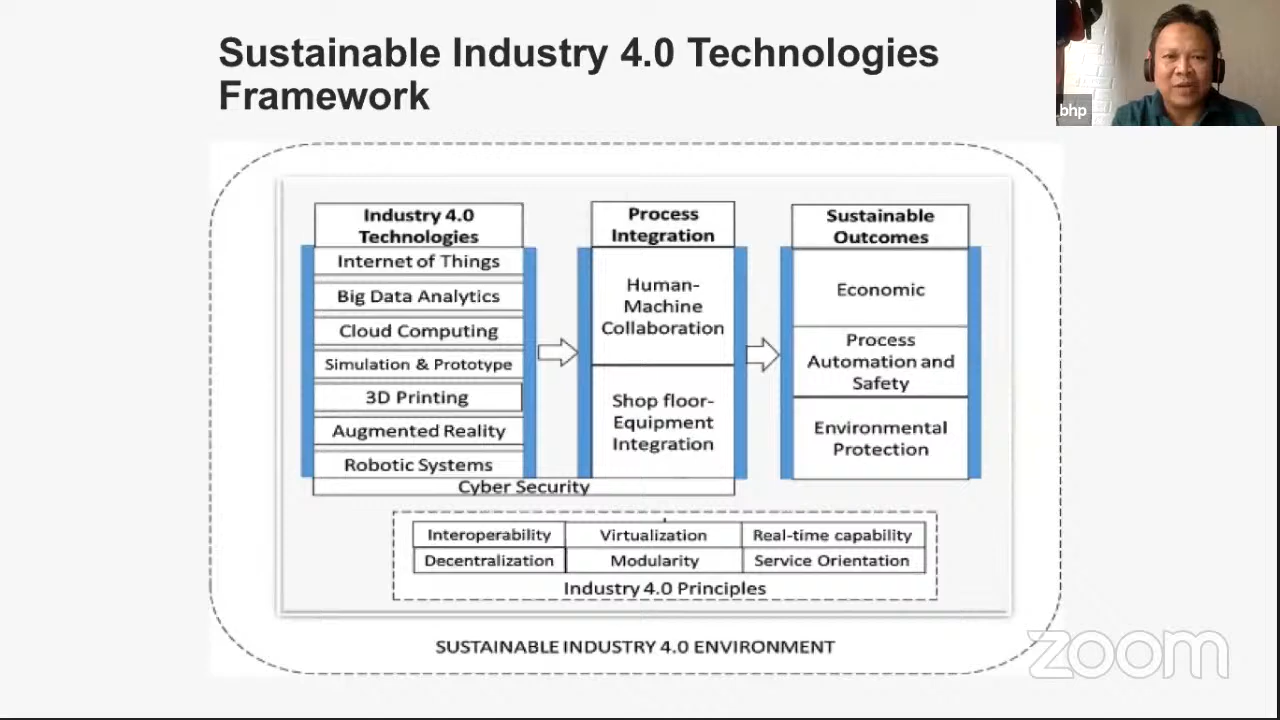 Sustainable Industry 4.0 Technologies
Framework
bhp
Industry 4.0
Technologies
Internet of Things
Big Data Analytics
Cloud Computing
Simulation & Prototype
3D Printing
Augmented Reality
Robotic Systems
Cyber Security
Process
Integration
Human-
Machine
Collaboration
Shop floor-
Equipment
Integration
Sustainable
Outcomes
Economic
Process
Automation and
Safety
Environmental
Protection
Interoperability
Virtualization
Real-time capability
Decentralization
Modularity
Service Orientation
Industry 4.0 Principles
SUSTAINABLE INDUSTRY 4.0 ENVIRONMENT
zoom